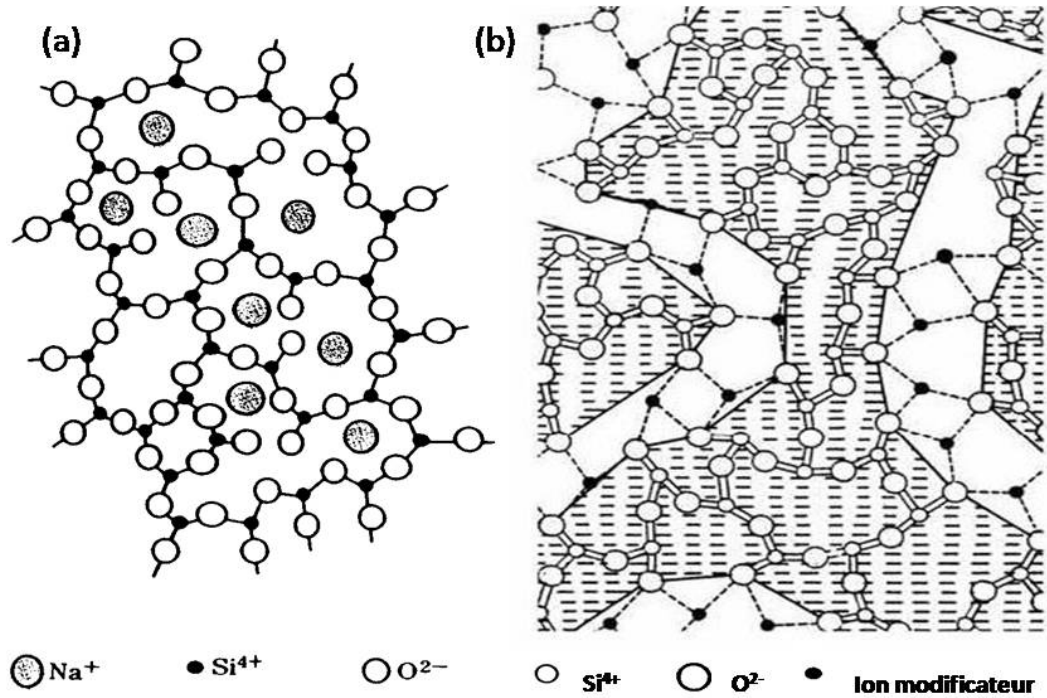 (a)
(b)
Na⁺
Si⁴⁺
O²⁻
Si⁴⁺
O²⁻
Ion modificateur